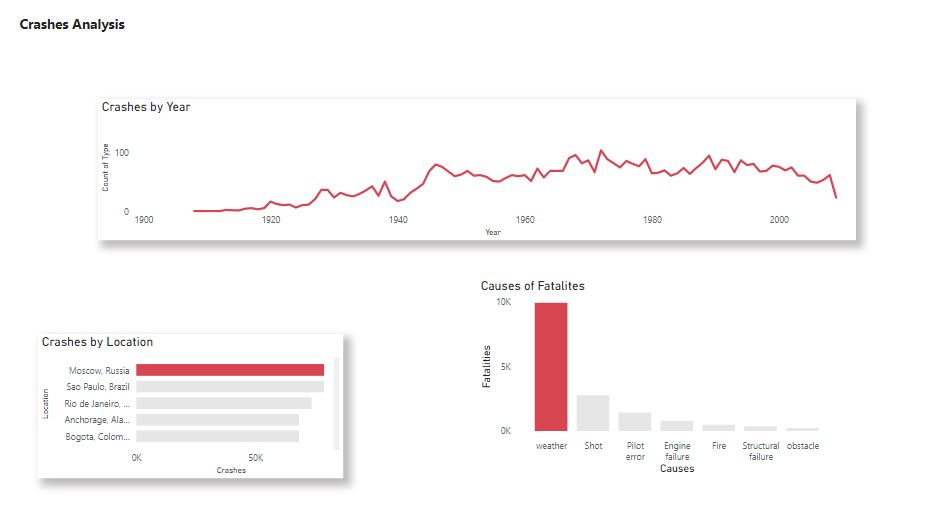 Crashes Analysis
Crashes by Year
Count of Type
100
0
1900 1920 1940 1960 1980 2000
Year
Crashes by Location
Location
Moscow, Russia
Sao Paulo, Brazil
Rio de Janeiro, ...
Anchorage, Ala...
Bogota, Colom...
0K 50K
Crashes
Causes of Fatalites
Fatalities
10K
5K
0K
weather Shot Pilot error Engine failure Fire Structural failure obstacle
Causes